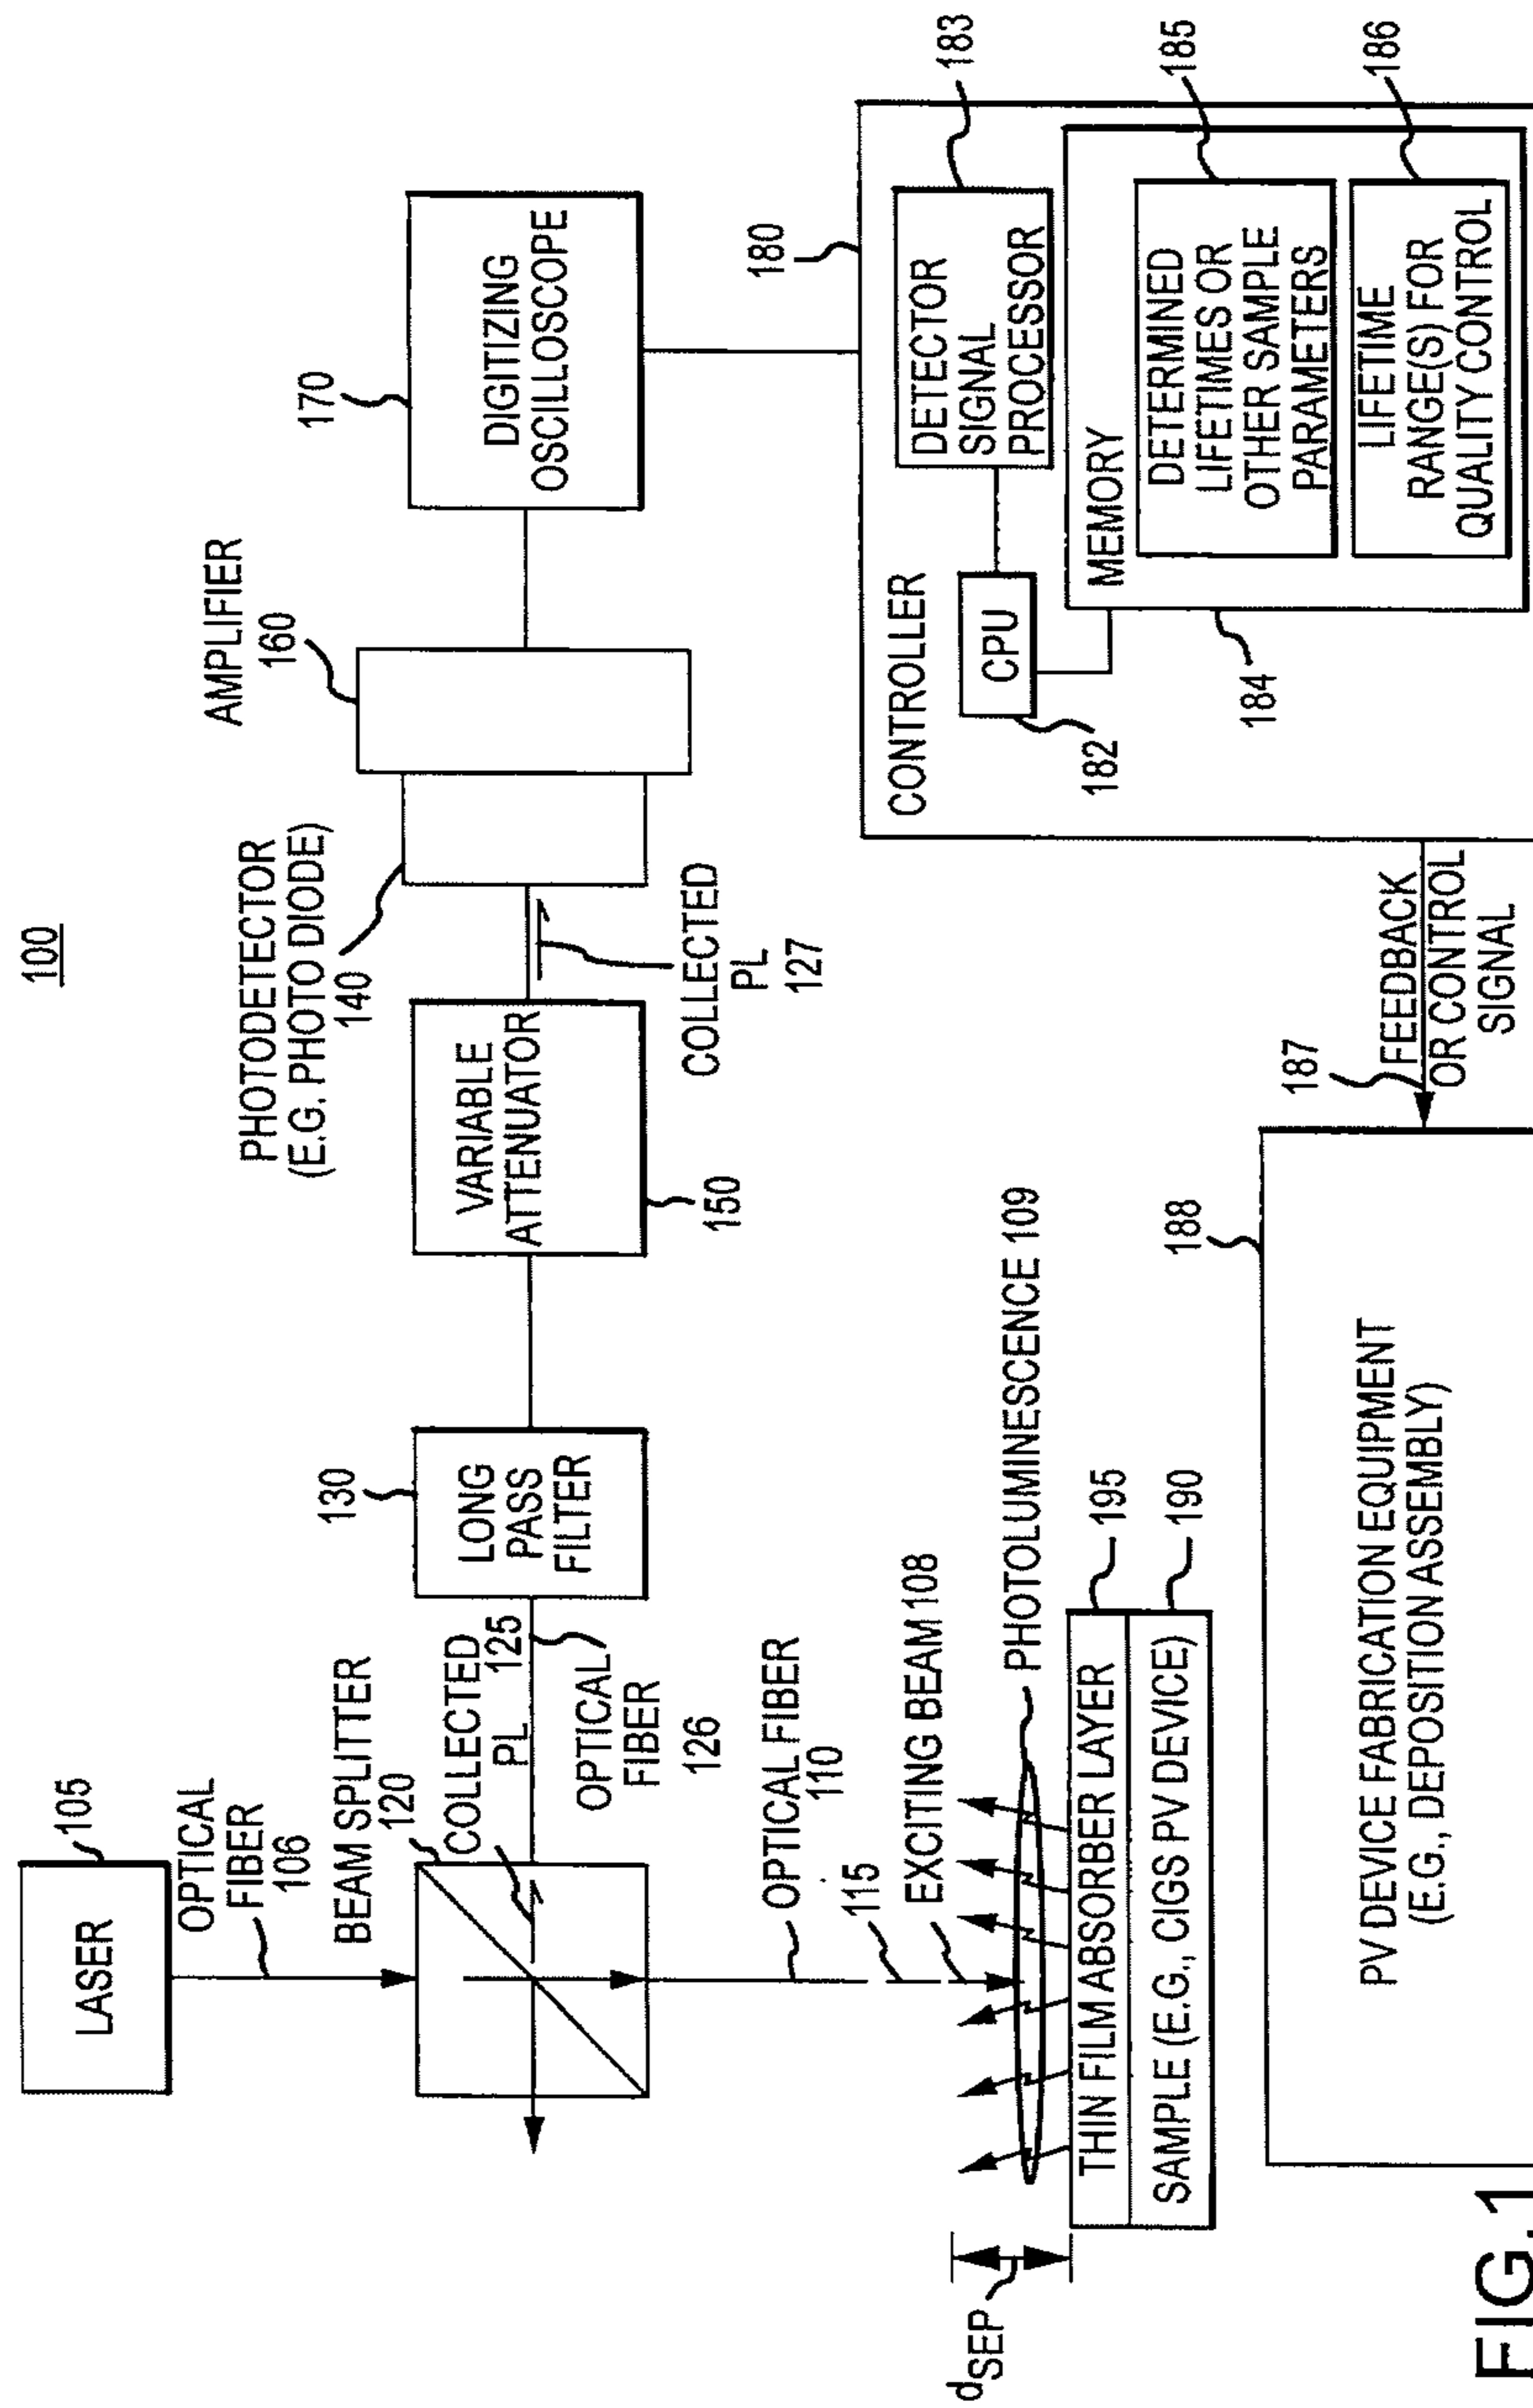 100
LASER
105
OPTICAL
FIBER
106
BEAM SPLITTER
120
COLLECTED
PL 125
OPTICAL
FIBER
126
LONG
PASS
FILTER
130
VARIABLE
ATTENUATOR
150
PHOTODETECTOR
(E.G. PHOTO DIODE)
140
COLLECTED
PL
127
AMPLIFIER
160
DIGITIZING
OSCILLOSCOPE
170
OPTICAL FIBER
110
115
EXCITING BEAM 108
PHOTOLUMINESCENCE 109
THIN FILM ABSORBER LAYER
195
SAMPLE (E.G., CIGS PV DEVICE)
190
dSEP
180
CONTROLLER
CPU
182
DETECTOR
SIGNAL
PROCESSOR
183
MEMORY
184
DETERMINED
LIFETIMES OR
OTHER SAMPLE
PARAMETERS
185
LIFETIME
RANGE(S) FOR
QUALITY CONTROL
186
187
FEEDBACK
OR CONTROL
SIGNAL
188
PV DEVICE FABRICATION EQUIPMENT
(E.G., DEPOSITION ASSEMBLY)
FIG.1